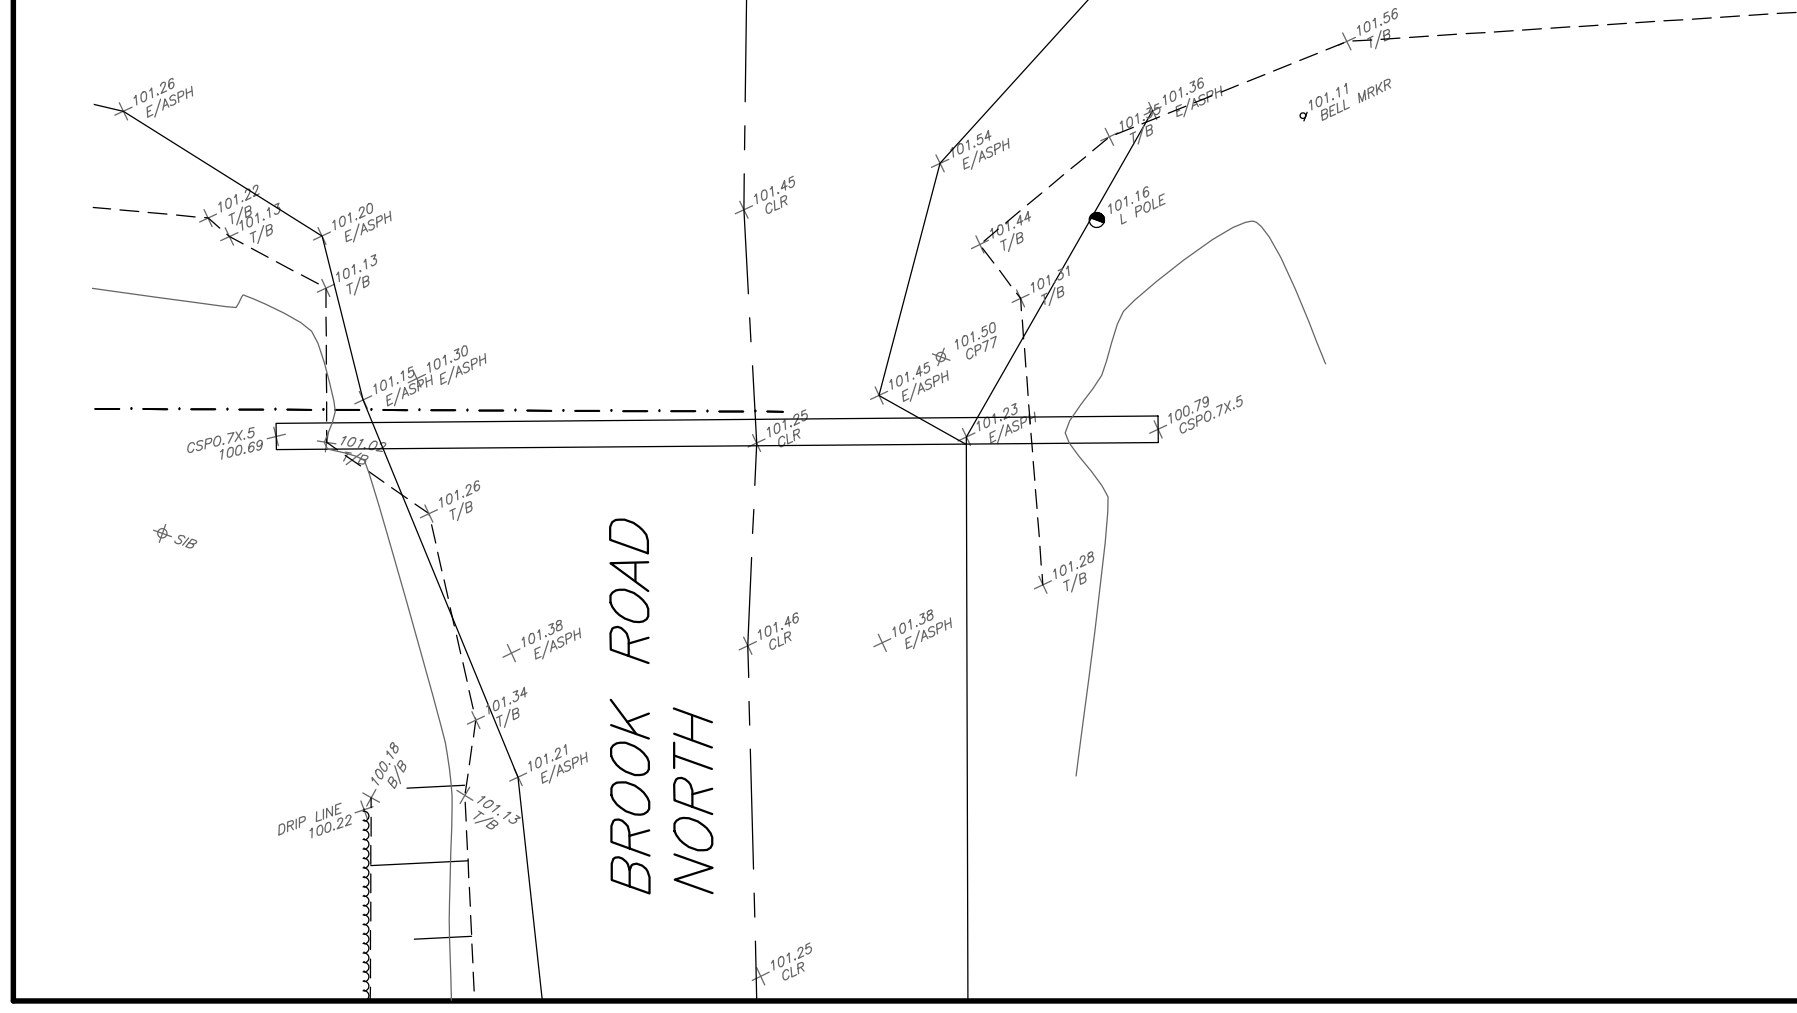 101.56
T/B
101.26
E/ASPH
101.36
E/ASPH
101.11
BELL MRKR
101.35
T/B
101.54
E/ASPH
101.45
CLR
101.16
L POLE
101.22
T/B
101.13
T/B
101.20
E/ASPH
101.44
T/B
101.13
T/B
101.31
T/B
101.50
CP77
101.15
E/ASPH
101.30
E/ASPH
101.45
E/ASPH
100.79
CSP0.7X.5
101.23
E/ASPH
101.25
CLR
CSP0.7X.5
100.69
101.02
T/B
101.26
T/B
SIB
101.28
T/B
101.38
E/ASPH
101.46
CLR
101.38
E/ASPH
BROOK ROAD
NORTH
101.34
T/B
101.21
E/ASPH
100.18
B/B
101.13
T/B
DRIP LINE
100.22
101.25
CLR